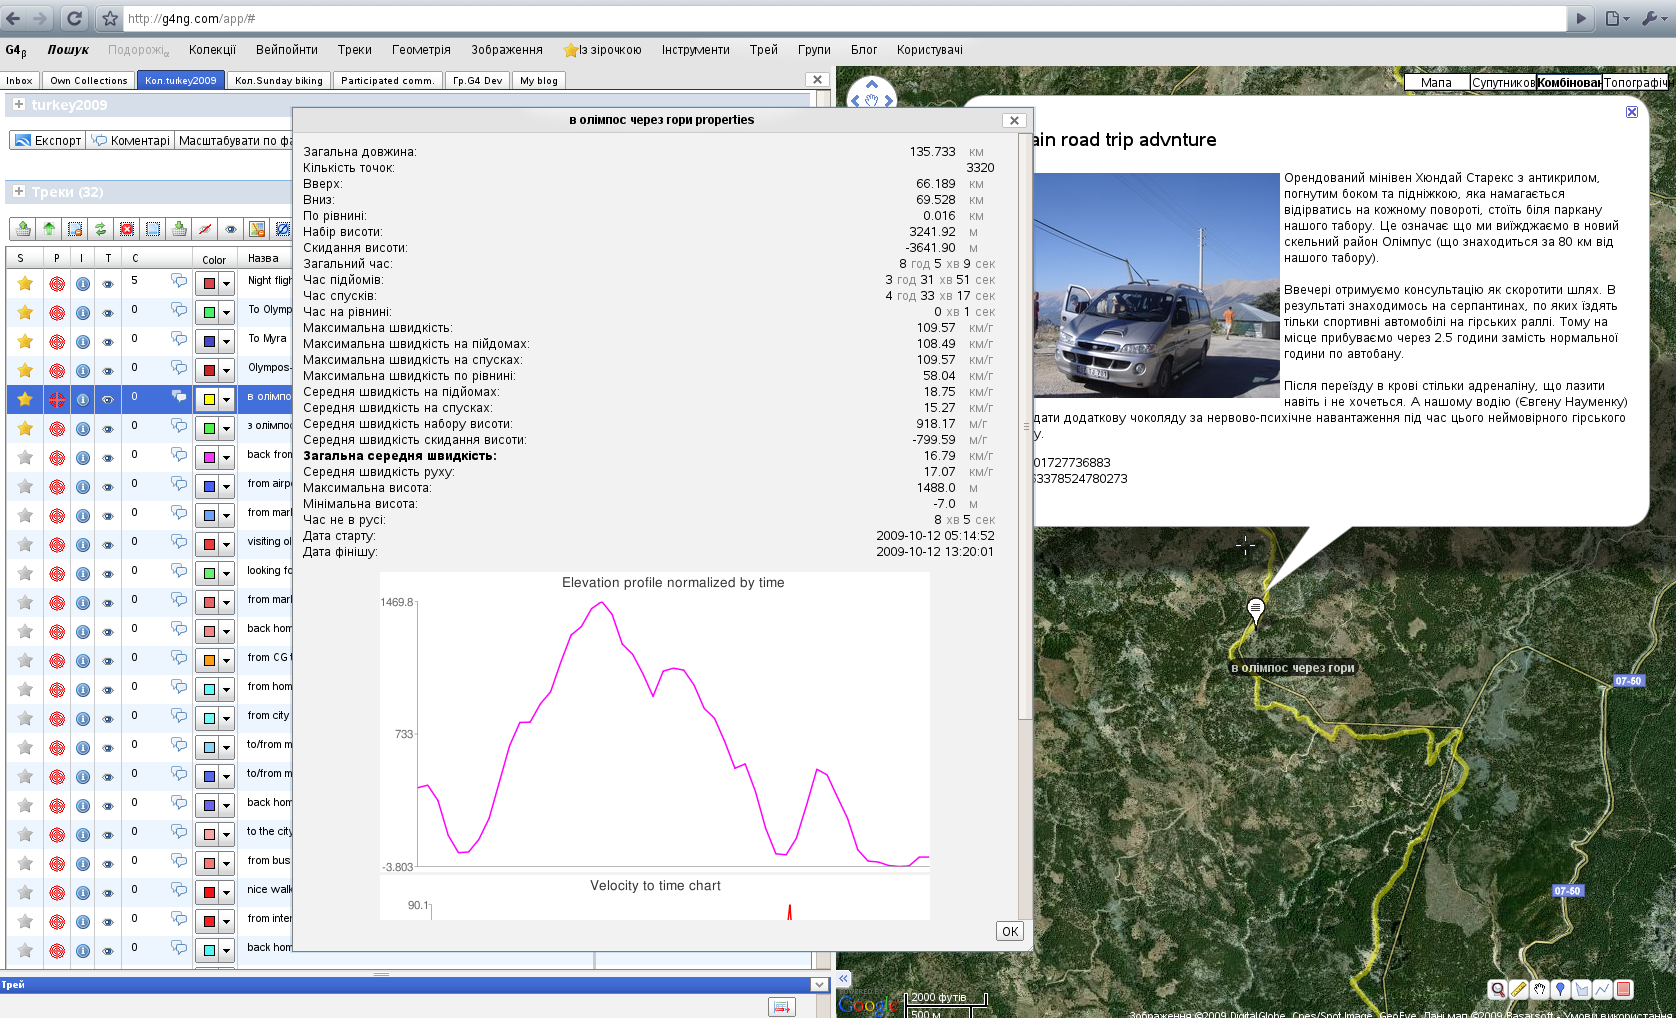 http://g4ng.com/app/#
G4β Пошук Подорожіα Колекції Вейпойнти Треки Геометрія Зображення Із зірочкою Інструменти Трей Групи Блог Користувачі
Inbox Own Collections Кол.turkey2009 Кол.Sunday biking Participated comm. Гр.G4 Dev My blog
turkey2009
Експорт Коментарі Масштабувати по фа
Треки (32)
S P I T C Color Назва
5 Night fligh
0 To Olymp
0 To Myra
0 Olympos-
0 в олімпо
0 з олімпос
0 back from
0 from airpo
0 from mark
0 visiting ol
0 looking fo
0 from mark
0 back hom
0 from CG t
0 from hom
0 from city
0 to/from m
0 to/from m
0 back hom
0 to the city
0 from bus
0 nice walk
0 from inter
0 back hom
Трей
в олімпос через гори properties
Загальна довжина: 135.733 км
Кількість точок: 3320
Вверх: 66.189 км
Вниз: 69.528 км
По рівнині: 0.016 км
Набір висоти: 3241.92 м
Скидання висоти: -3641.90 м
Загальний час: 8 год 5 хв 9 сек
Час підйомів: 3 год 31 хв 51 сек
Час спусків: 4 год 33 хв 17 сек
Час на рівнині: 0 хв 1 сек
Максимальна швидкість: 109.57 км/г
Максимальна швидкість на пійдомах: 108.49 км/г
Максимальна швидкість на спусках: 109.57 км/г
Максимальна швидкість по рівнині: 58.04 км/г
Середня швидкість на підйомах: 18.75 км/г
Середня швидкість на спусках: 15.27 км/г
Середня швидкість набору висоти: 918.17 м/г
Середня швидкість скидання висоти: -799.59 м/г
Загальна середня швидкість: 16.79 км/г
Середня швидкість руху: 17.07 км/г
Максимальна висота: 1488.0 м
Мінімальна висота: -7.0 м
Час не в русі: 8 хв 5 сек
Дата старту: 2009-10-12 05:14:52
Дата фінішу: 2009-10-12 13:20:01
Elevation profile normalized by time
1469.8
733
-3.803
Velocity to time chart
90.1
OK
Мапа Супутников Комбінован Топографіч
ain road trip advnture
Орендований мінівен Хюндай Старекс з антикрилом,
погнутим боком та підніжкою, яка намагається
відірватись на кожному повороті, стоїть біля паркану
нашого табору. Це означає що ми виїжджаємо в новий
скельний район Олімпус (що знаходиться за 80 км від
нашого табору).
Ввечері отримуємо консультацію як скоротити шлях. В
результаті знаходимось на серпантинах, по яких їздять
тільки спортивні автомобілі на гірських раллі. Тому на
місце прибуваємо через 2.5 години замість нормальної
години по автобану.
Після переїзду в крові стільки адреналіну, що лазити
навіть і не хочеться. А нашому водію (Євгену Науменку)
дати додаткову чоколяду за нервово-психічне навантаження під час цього неймовірного гірського
у.
01727736883
63378524780273
в олімпос через гори
07-50
07-50
POWERED BY
Google
2000 футів
500 м
Зображення ©2009 DigitalGlobe, Cnes/Spot Image, GeoEye, Дані мап ©2009 Basarsoft - Умови використання